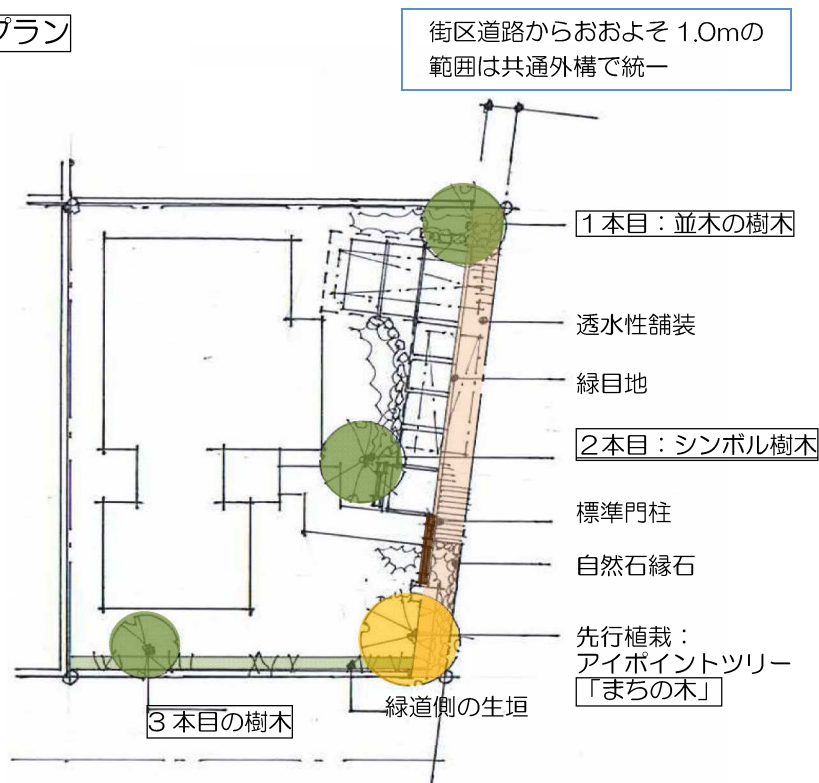 プラン
街区道路からおおよそ 1.0mの
範囲は共通外構で統一
1本目：並木の樹木
透水性舗装
緑目地
2本目：シンボル樹木
標準門柱
自然石縁石
先行植栽：
アイポイントツリー
「まちの木」
緑道側の生垣
3本目の樹木